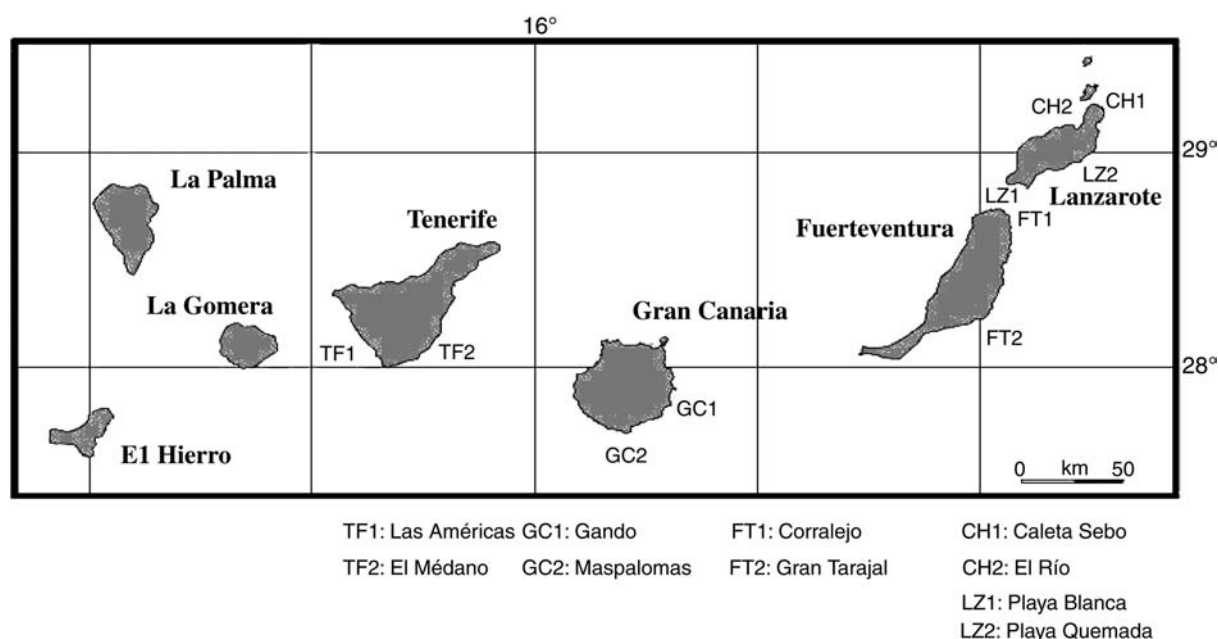 16°
CH2 CH1
29°
La Palma
LZ2
LZ1 Lanzarote
Tenerife
FT1
Fuerteventura
La Gomera
Gran Canaria
TF1 TF2
FT2
28°
GC1
E1 Hierro
GC2
0 km 50
TF1: Las Américas GC1: Gando FT1: Corralejo CH1: Caleta Sebo
TF2: El Médano GC2: Maspalomas FT2: Gran Tarajal CH2: El Río
LZ1: Playa Blanca
LZ2: Playa Quemada